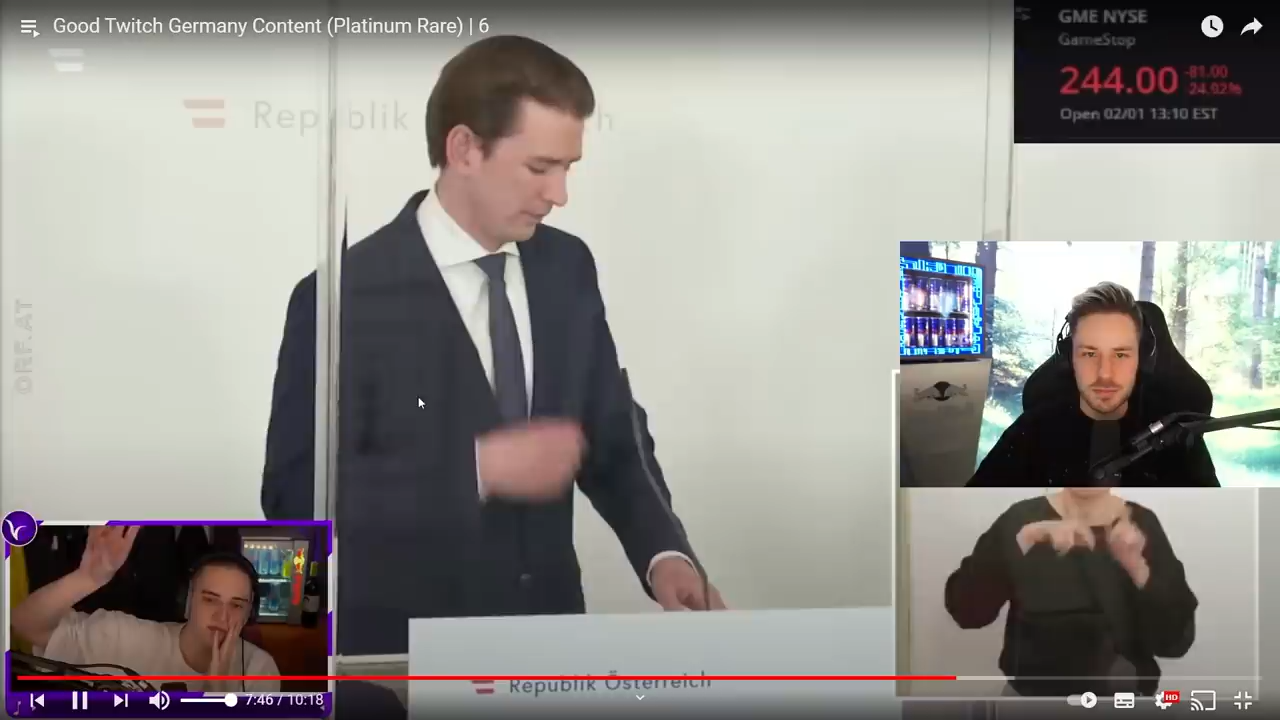 Good Twitch Germany Content (Platinum Rare) | 6
GME NYSE
GameStop
244.00
-81.00
24.92%
Open 02/01 13:10 EST
Republik
ORF.AT
Republik Österreich
7:46 / 10:18
HD